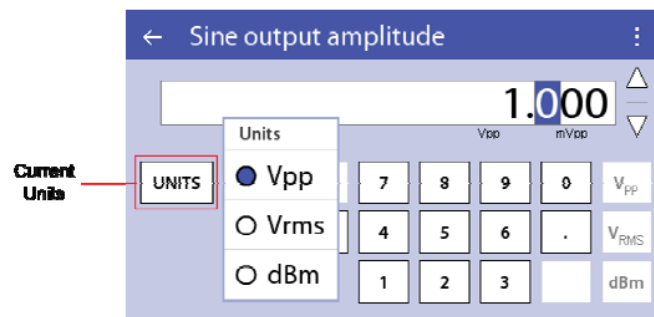 ← Sine output amplitude
1.000
Vpp mVpp
Units
Vpp
Vrms
dBm
Current
Units
UNITS
7 8 9 0 VPP
4 5 6 . VRMS
1 2 3 dBm